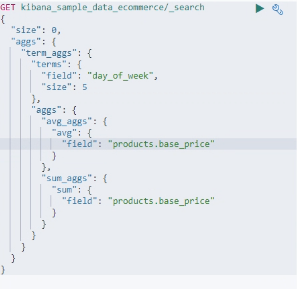 GET kibana_sample_data_ecommerce/_search
{
  "size": 0,
  "aggs": {
    "term_aggs": {
      "terms": {
        "field": "day_of_week",
        "size": 5
      },
      "aggs": {
        "avg_aggs": {
          "avg": {
            "field": "products.base_price"
          }
        },
        "sum_aggs": {
          "sum": {
            "field": "products.base_price"
          }
        }
      }
    }
  }
}